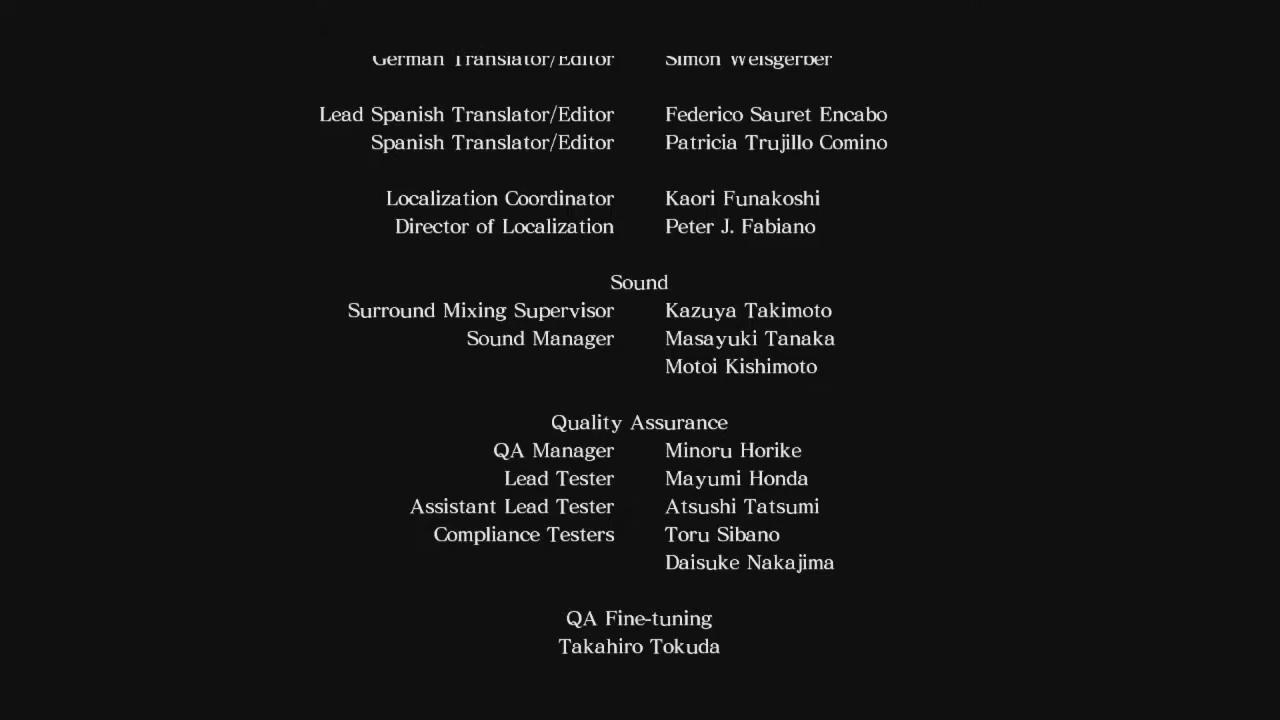 German Translator/Editor Simon Weisgerber
Lead Spanish Translator/Editor Federico Sauret Encabo
Spanish Translator/Editor Patricia Trujillo Comino
Localization Coordinator Kaori Funakoshi
Director of Localization Peter J. Fabiano
Sound
Surround Mixing Supervisor Kazuya Takimoto
Sound Manager Masayuki Tanaka
Motoi Kishimoto
Quality Assurance
QA Manager Minoru Horike
Lead Tester Mayumi Honda
Assistant Lead Tester Atsushi Tatsumi
Compliance Testers Toru Sibano
Daisuke Nakajima
QA Fine-tuning
Takahiro Tokuda